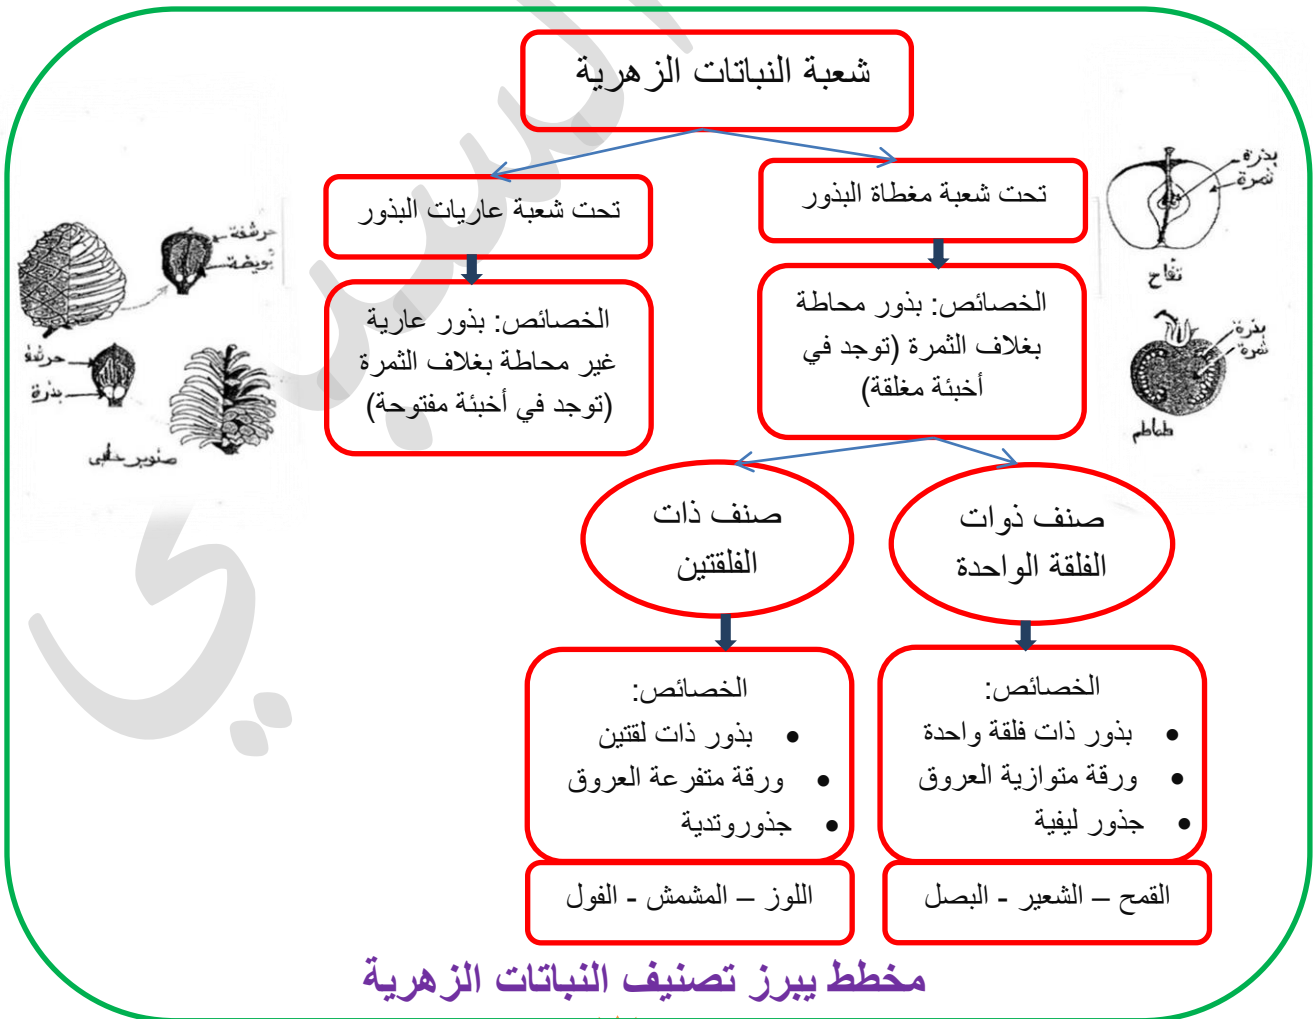 شعبة النباتات الزهرية
تحت شعبة مغطاة البذور
تحت شعبة عاريات البذور
بذرة
ثمرة
تفاح
بذرة
ثمرة
طماطم
حرشفة
بويضة
حرشفة
بذرة
صنوبر حلبي
الخصائص: بذور محاطة
بغلاف الثمرة (توجد في
أخبئة مغلقة)
الخصائص: بذور عارية
غير محاطة بغلاف الثمرة
(توجد في أخبئة مفتوحة)
صنف ذوات
الفلقة الواحدة
صنف ذات
الفلقتين
الخصائص:
• بذور ذات فلقة واحدة
• ورقة متوازية العروق
• جذور ليفية
الخصائص:
• بذور ذات لقتين
• ورقة متفرعة العروق
• جذوروتدية
القمح – الشعير - البصل
اللوز – المشمش - الفول
مخطط يبرز تصنيف النباتات الزهرية